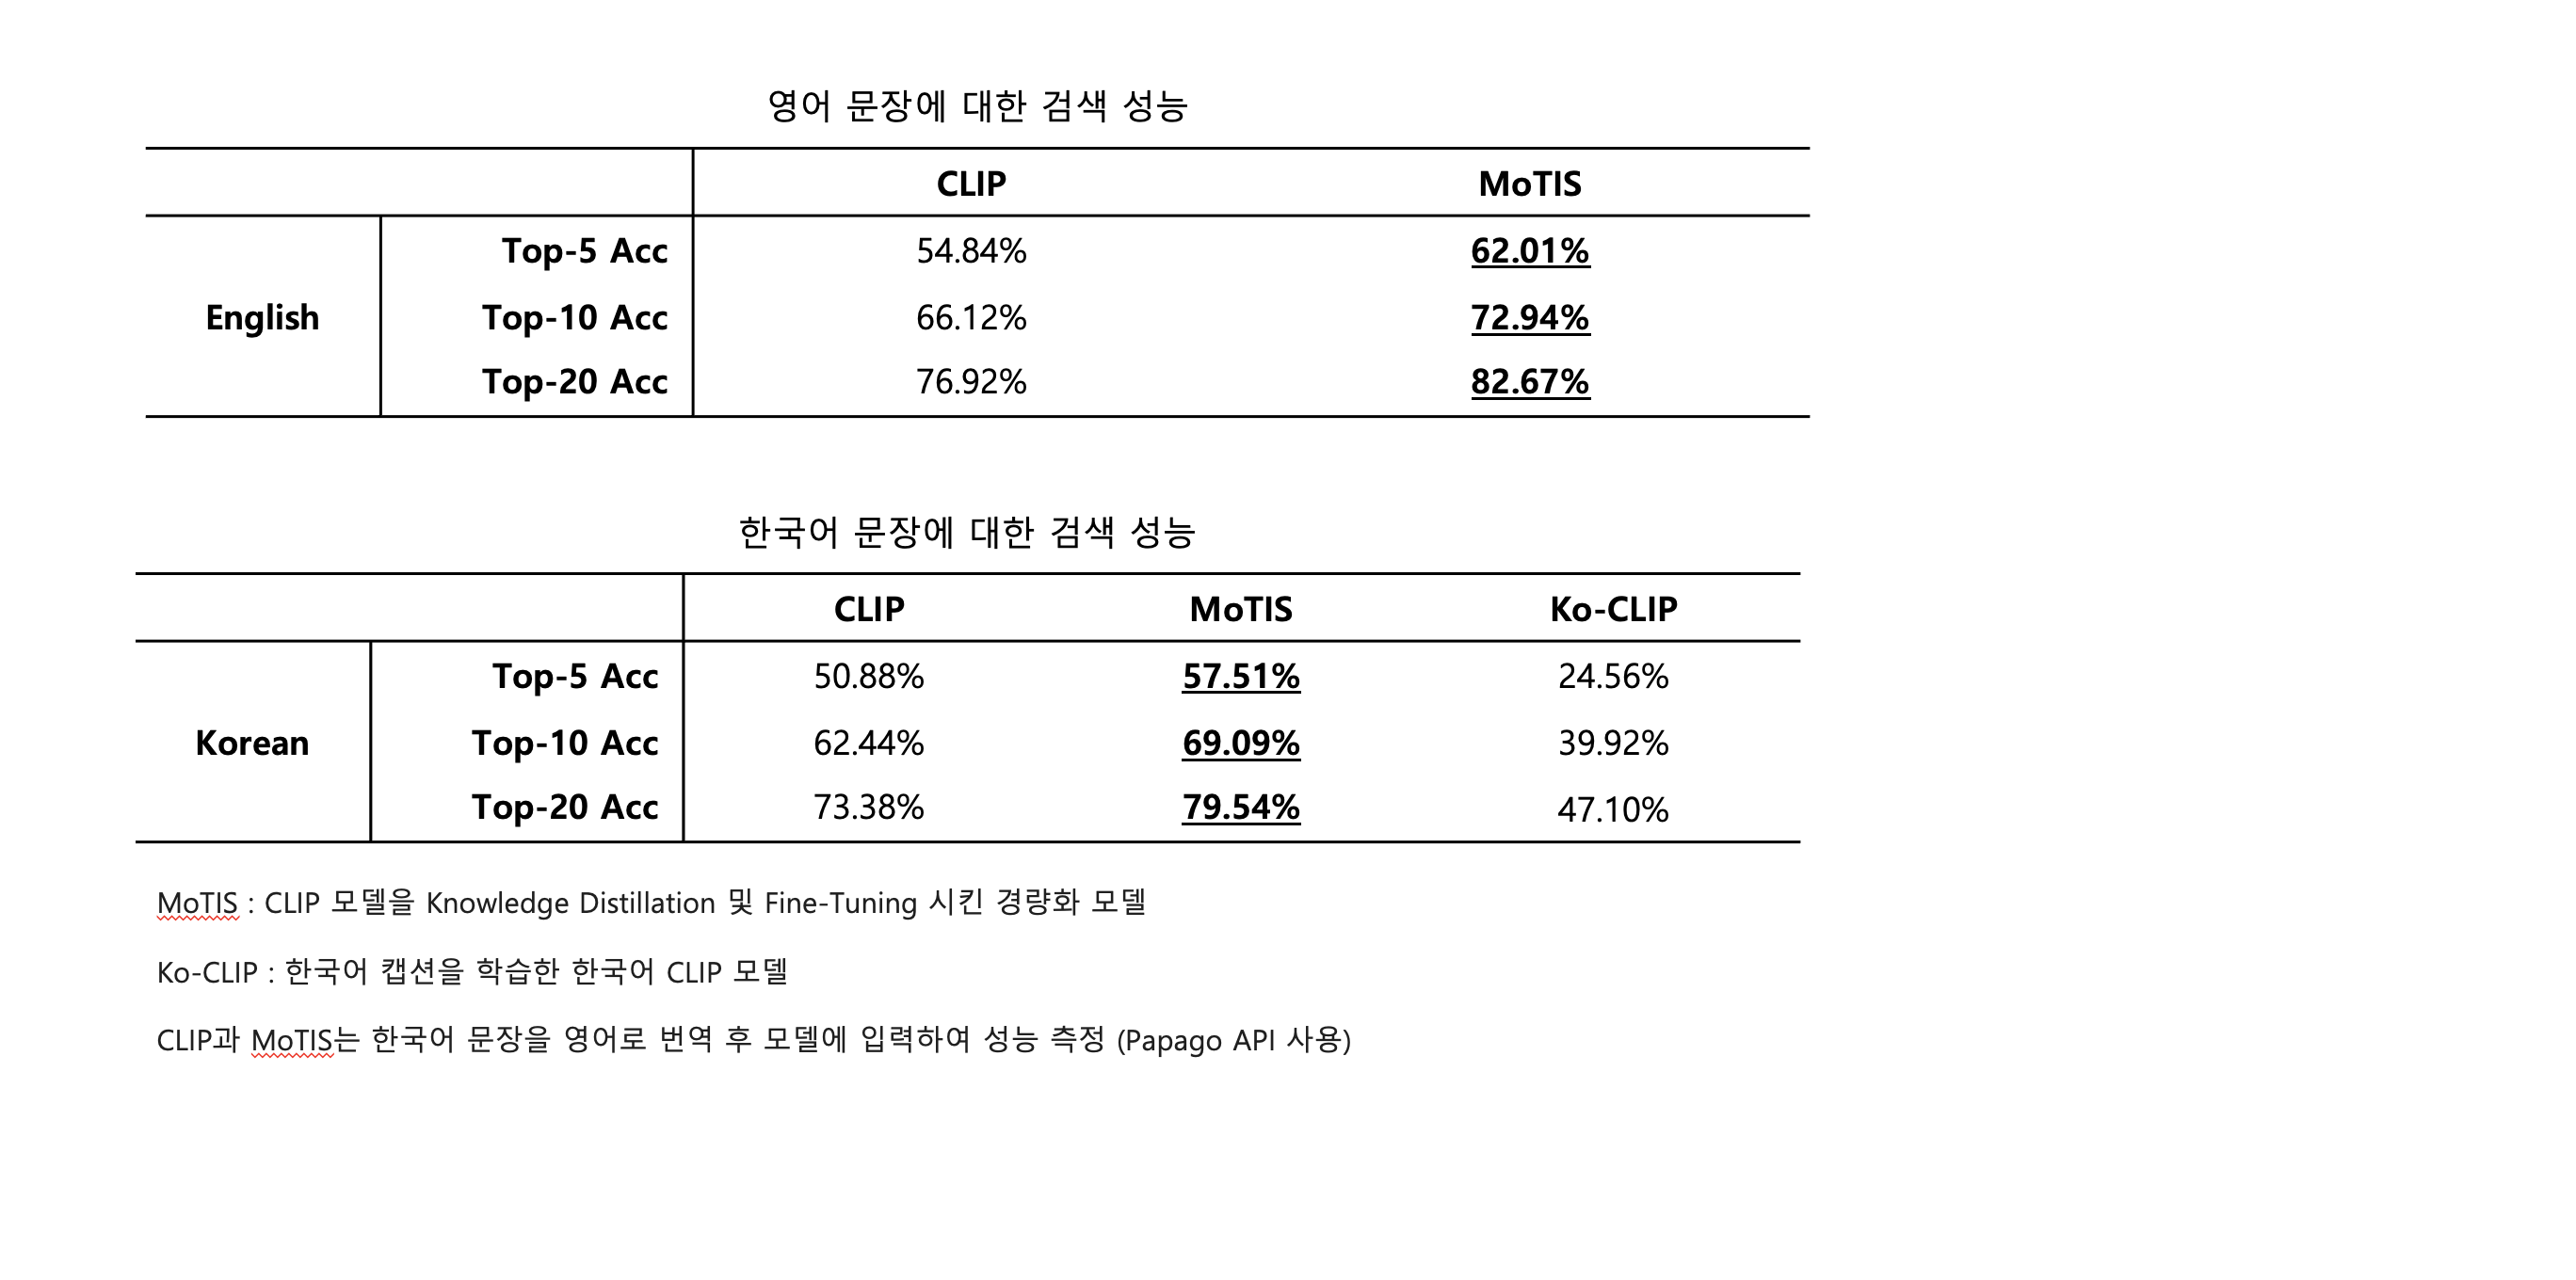 영어 문장에 대한 검색 성능
CLIP MoTIS
Top-5 Acc 54.84% 62.01%
English Top-10 Acc 66.12% 72.94%
Top-20 Acc 76.92% 82.67%
한국어 문장에 대한 검색 성능
CLIP MoTIS Ko-CLIP
Top-5 Acc 50.88% 57.51% 24.56%
Korean Top-10 Acc 62.44% 69.09% 39.92%
Top-20 Acc 73.38% 79.54% 47.10%
MoTIS : CLIP 모델을 Knowledge Distillation 및 Fine-Tuning 시킨 경량화 모델
Ko-CLIP : 한국어 캡션을 학습한 한국어 CLIP 모델
CLIP과 MoTIS는 한국어 문장을 영어로 번역 후 모델에 입력하여 성능 측정 (Papago API 사용)